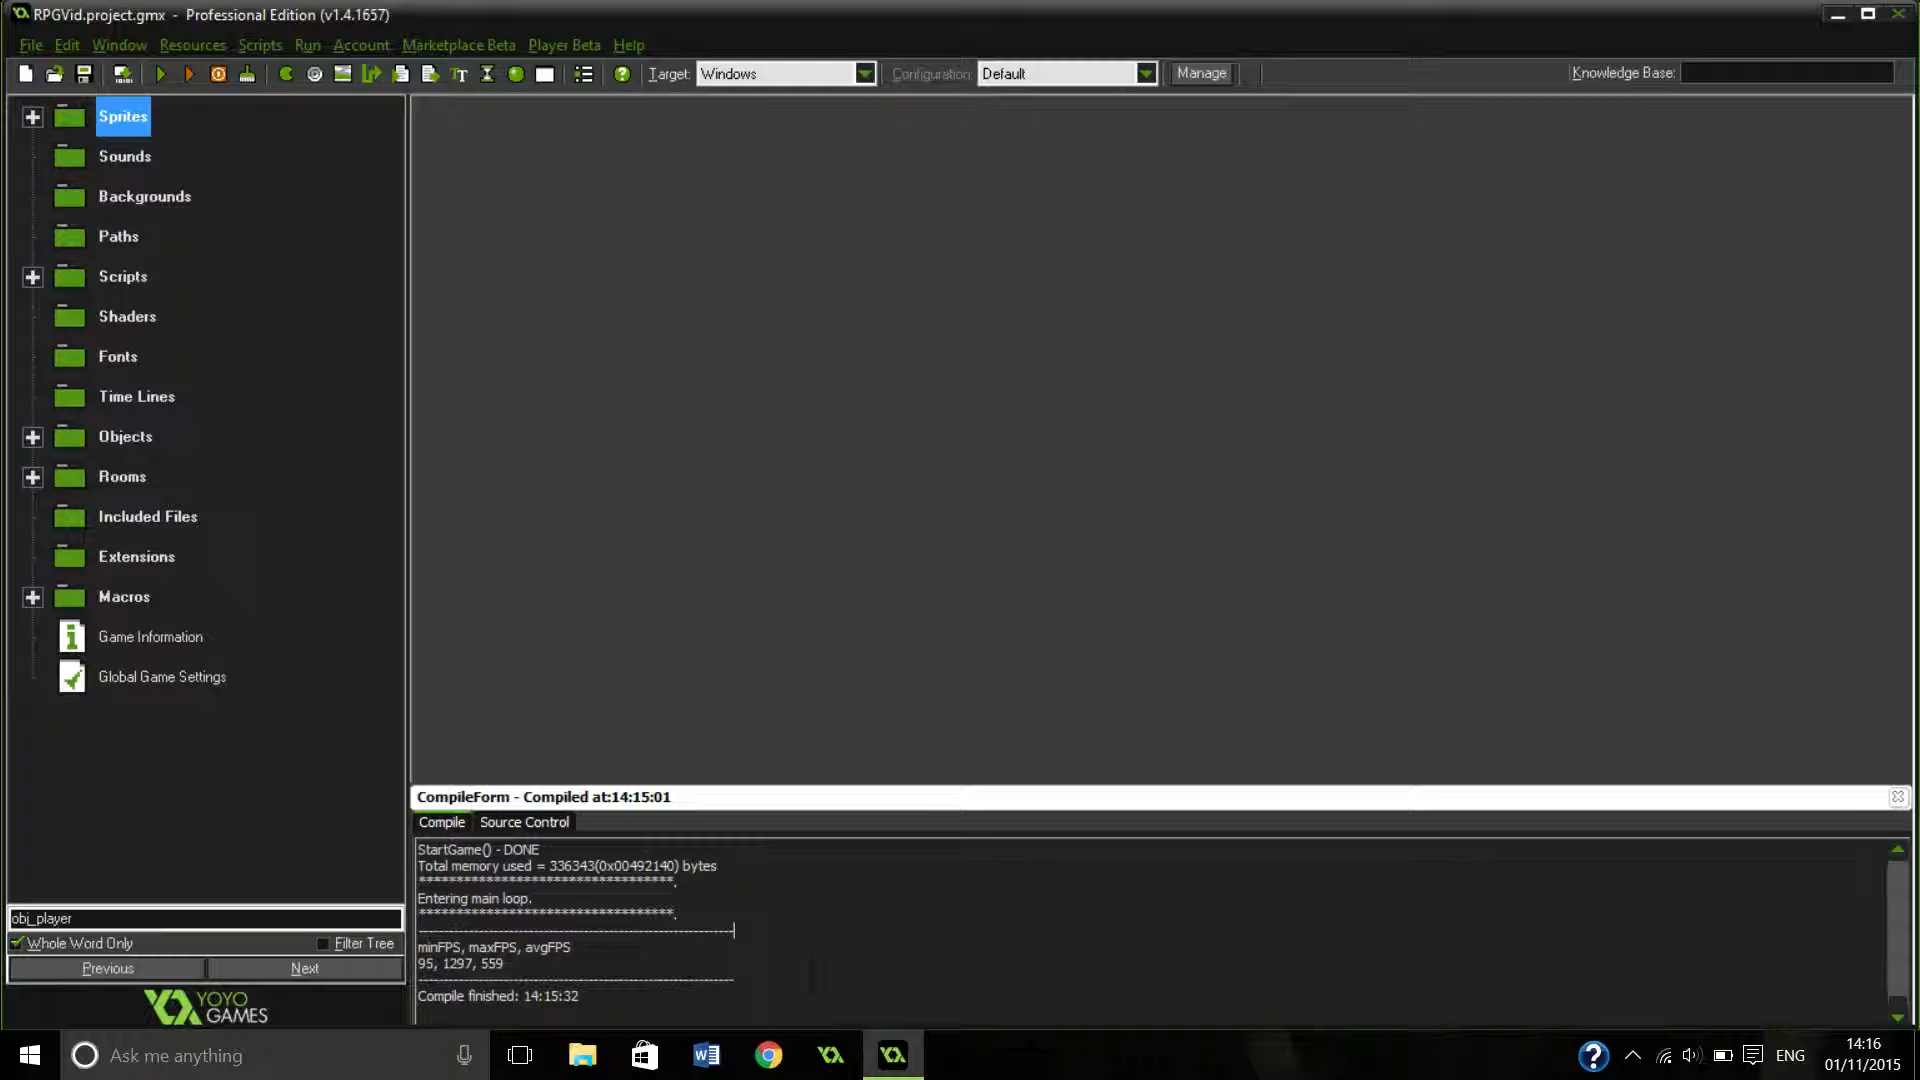 RPGVid.project.gmx - Professional Edition (v1.4.1657)
File Edit Window Resources Scripts Run Account Marketplace Beta Player Beta Help
Target: Windows Configuration: Default Manage Knowledge Base:
Sprites
Sounds
Backgrounds
Paths
Scripts
Shaders
Fonts
Time Lines
Objects
Rooms
Included Files
Extensions
Macros
Game Information
Global Game Settings
CompileForm - Compiled at:14:15:01
Compile Source Control
StartGame() - DONE
Total memory used = 336343(0x00492140) bytes
***********************************.
Entering main loop.
***********************************.
minFPS, maxFPS, avgFPS
95, 1297, 559
Compile finished: 14:15:32
obj_player
Whole Word Only Filter Tree
Previous Next
YOYO
GAMES
Ask me anything
ENG
14:16
01/11/2015